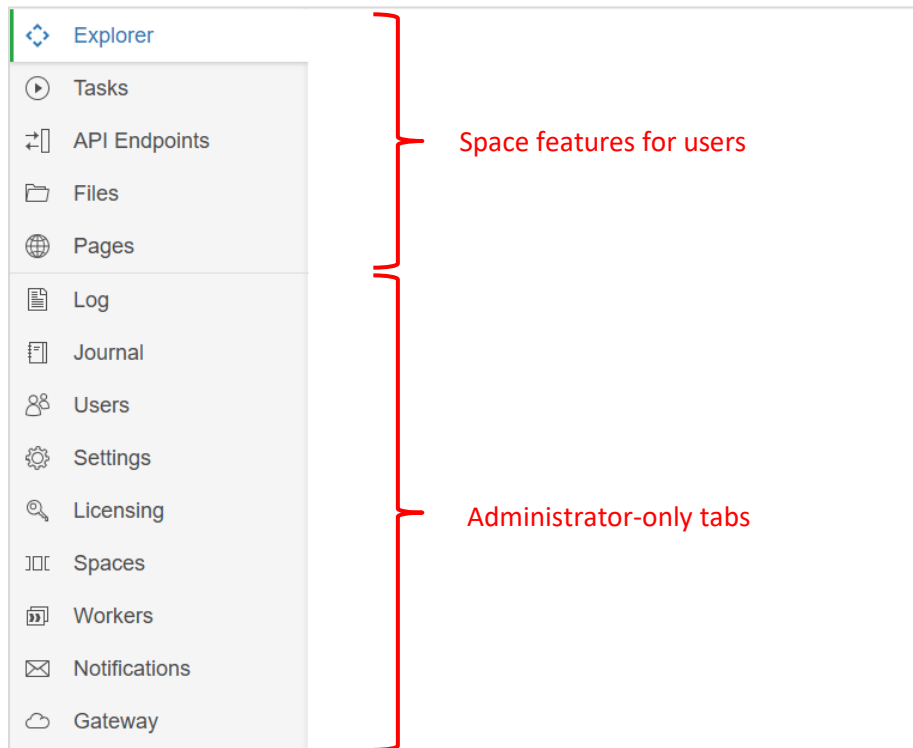 Explorer
Tasks
API Endpoints
Space features for users
Files
Pages
Log
Journal
Users
Settings
Licensing
Administrator-only tabs
Spaces
Workers
Notifications
Gateway